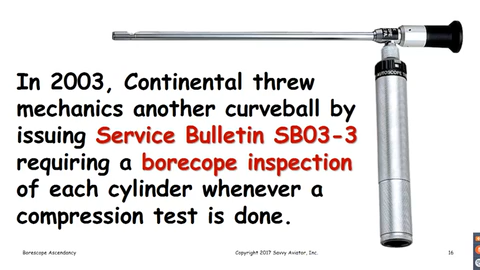 In 2003, Continental threw
mechanics another curveball by
issuing Service Bulletin SB03-3
requiring a borecope inspection
of each cylinder whenever a
compression test is done.
Borescope Ascendancy
Copyright 2017 Savvy Aviator, Inc.
16